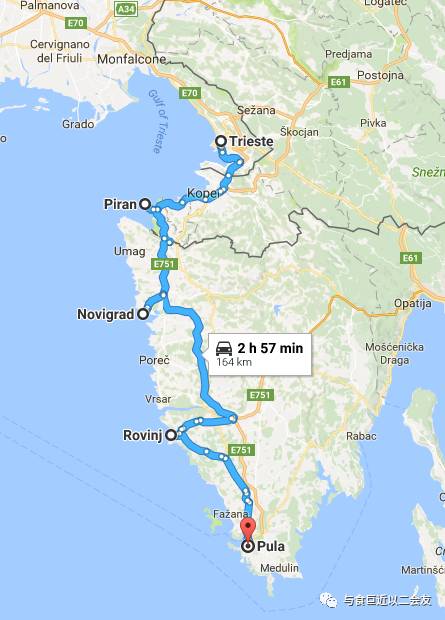 Palmanova
A34
Logatec
E70
Cervignano
del Friuli
Monfalcone
Predjama
E61
Postojna
E70
Grado
Gulf of Trieste
Sežana
Škocjan
Pivka
Trieste
Snežn
Koper
Piran
Umag
E751
E61
Novigrad
Opatija
2 h 57 min
164 km
Mošćenička
Draga
Poreč
Vrsar
E751
Rovinj
E751
Rabac
Fažana
Pula
Medulin
Martinšć
与食巨近以二会友